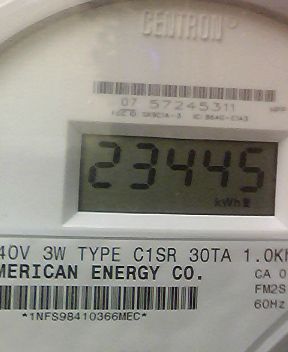 CENTRON
07 57245311
23445
kWh
40V 3W TYPE C1SR 30TA 1.0K
MERICAN ENERGY CO.
CA 0
FM2S
60Hz
*1NFS98410366MEC*